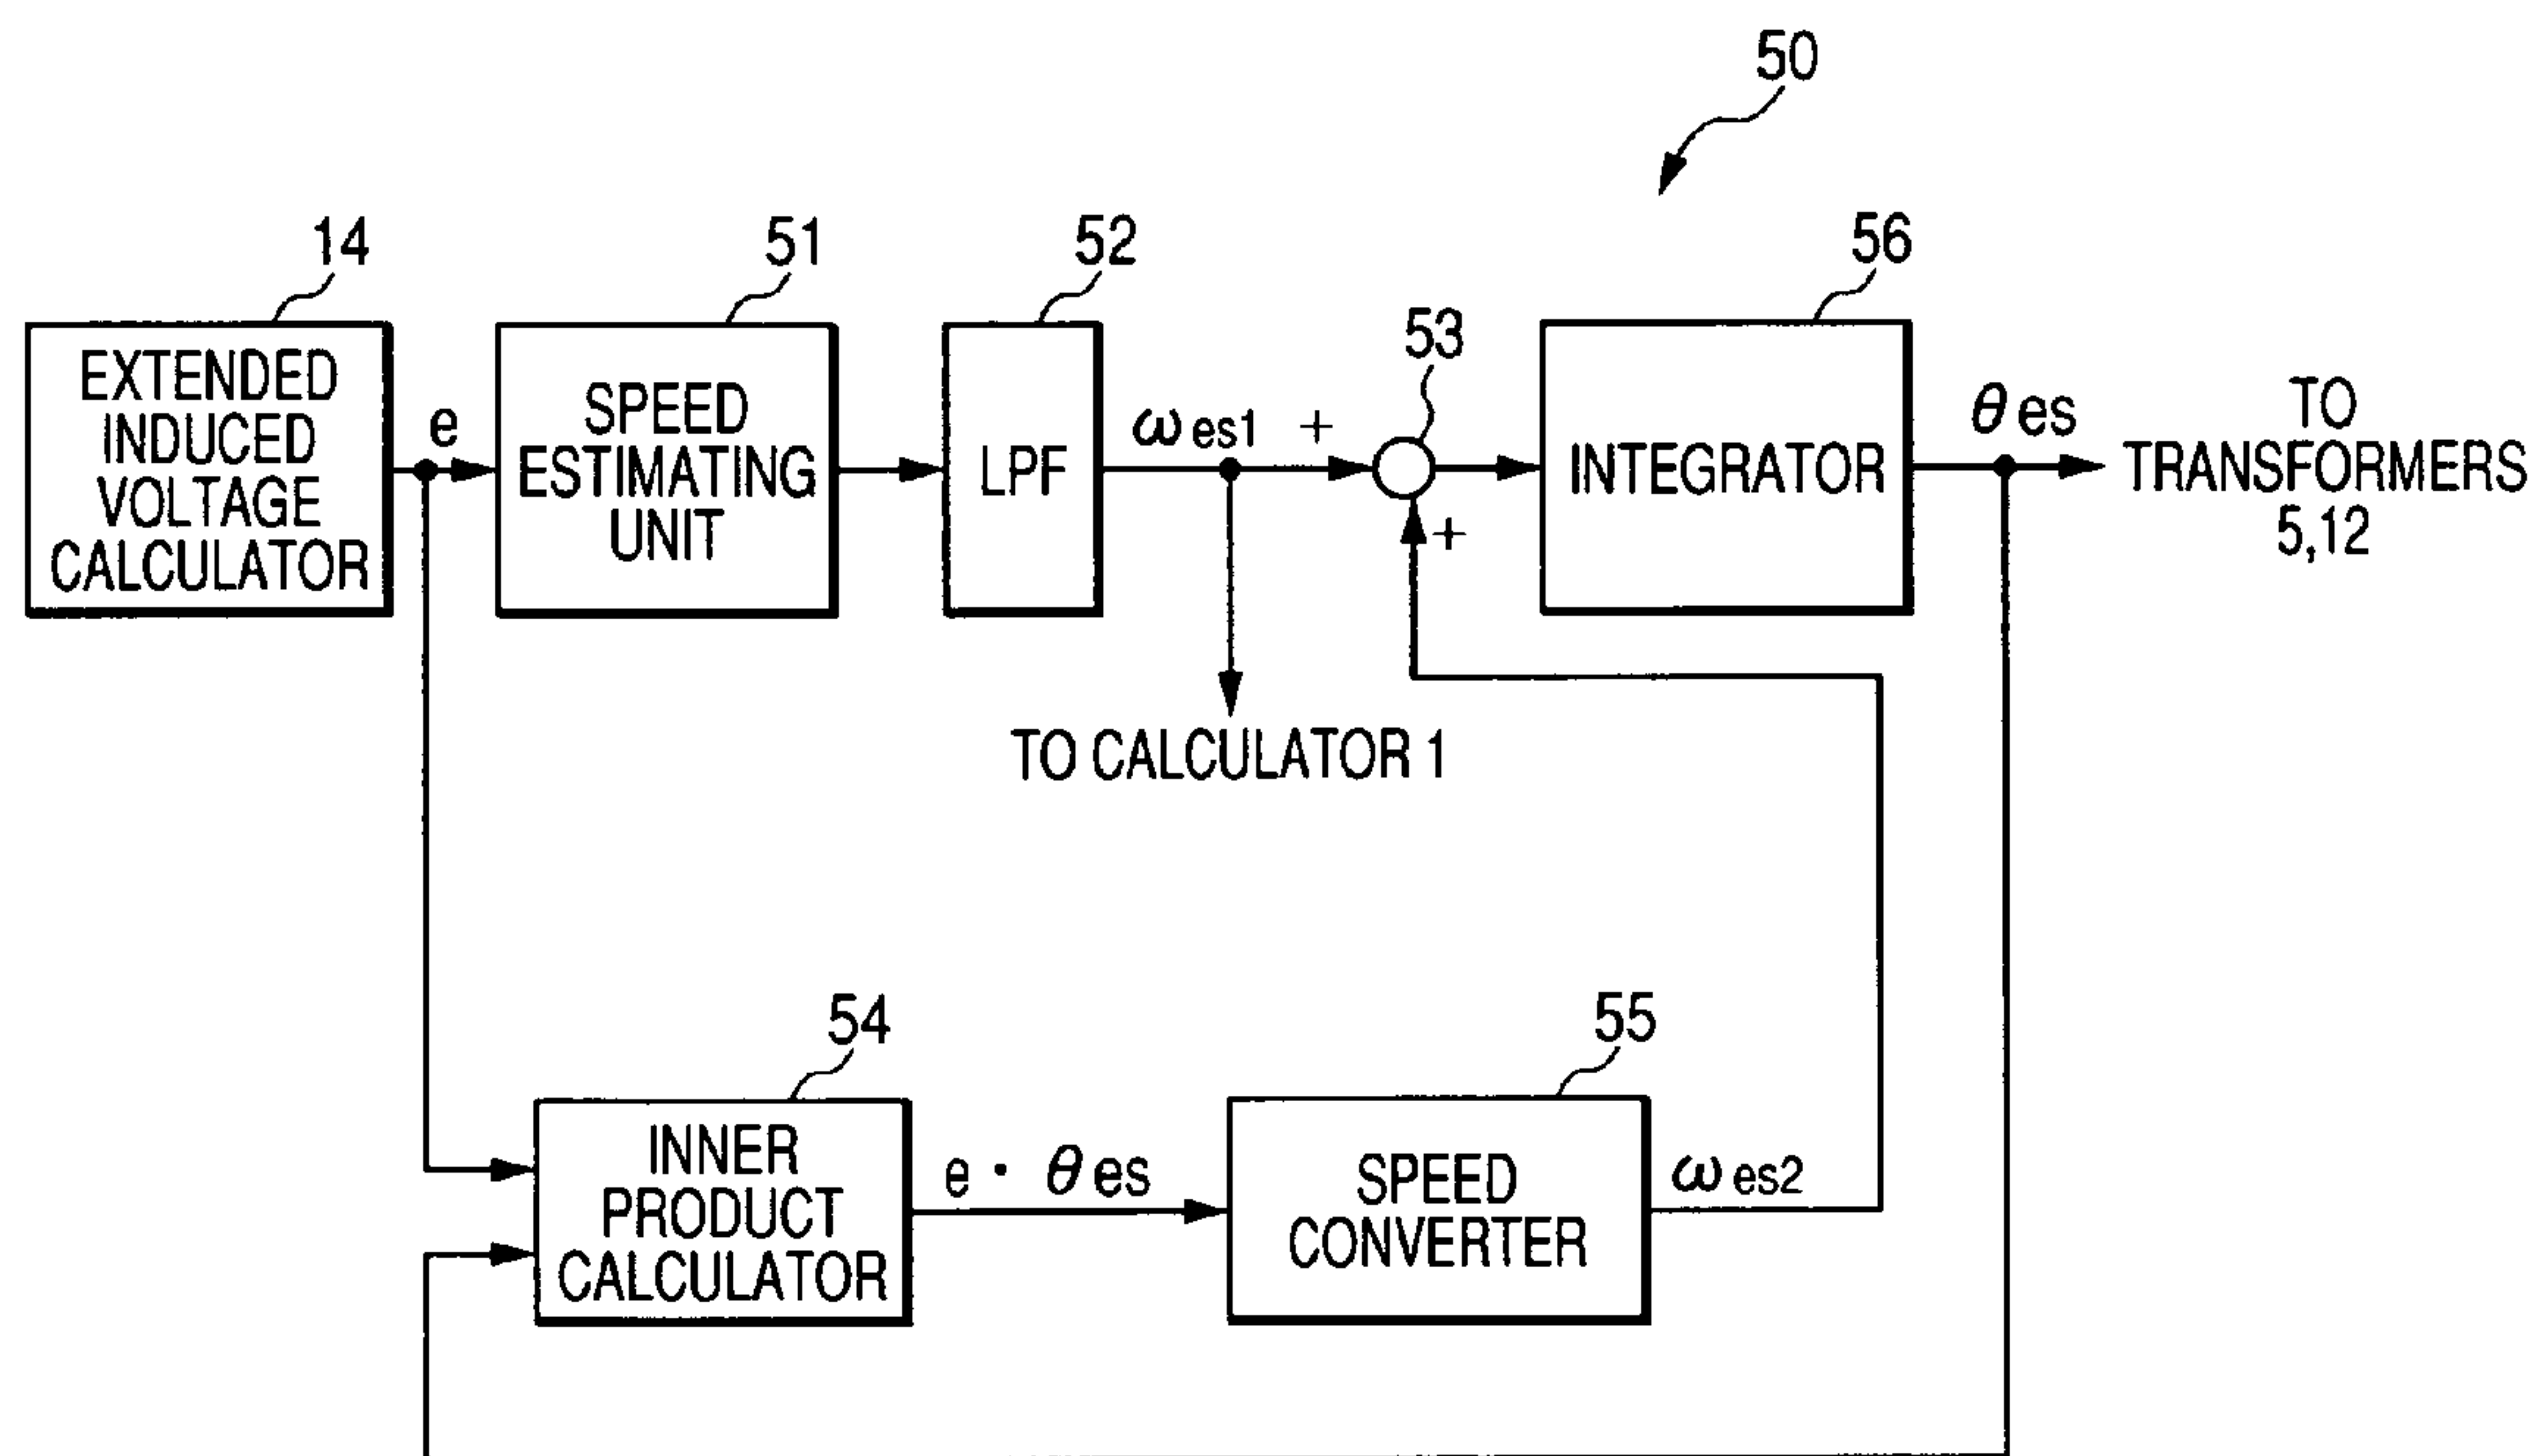 50
14
51
52
53
56
EXTENDED
INDUCED
VOLTAGE
CALCULATOR
e
SPEED
ESTIMATING
UNIT
LPF
ωes1
+
+
INTEGRATOR
θes
TO
TRANSFORMERS
5,12
TO CALCULATOR 1
54
55
INNER
PRODUCT
CALCULATOR
e・θes
SPEED
CONVERTER
ωes2